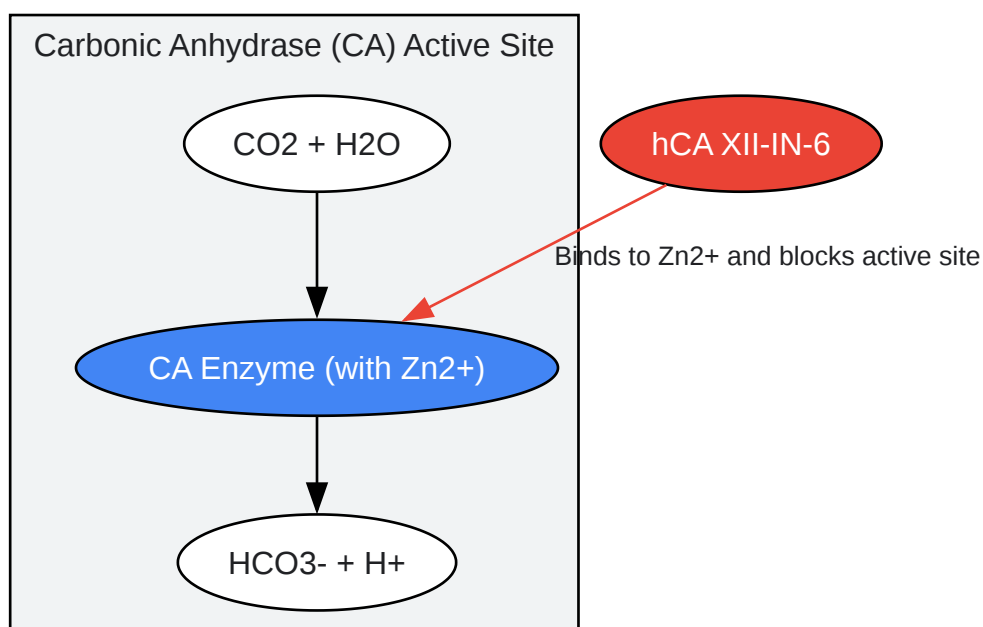 Carbonic Anhydrase (CA) Active Site
CO2 + H2O
hCA XII-IN-6
Binds to Zn2+ and blocks active site
CA Enzyme (with Zn2+)
HCO3- + H+